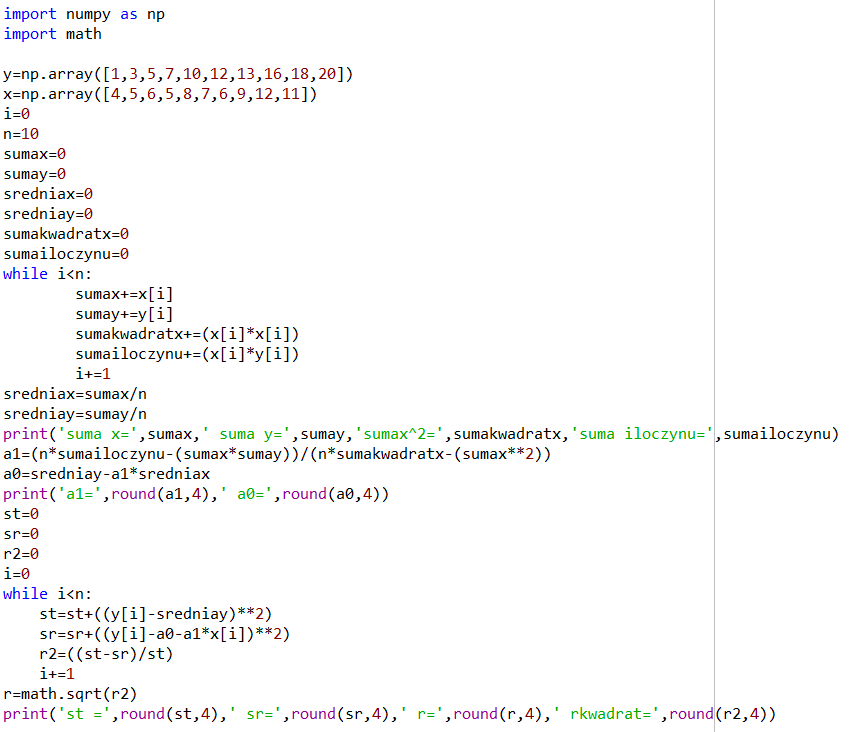 import numpy as np
import math

y=np.array([1,3,5,7,10,12,13,16,18,20])
x=np.array([4,5,6,5,8,7,6,9,12,11])
i=0
n=10
sumax=0
sumay=0
sredniax=0
sredniay=0
sumakwadratx=0
sumailoczynu=0
while i<n:
        sumax+=x[i]
        sumay+=y[i]
        sumakwadratx+=(x[i]*x[i])
        sumailoczynu+=(x[i]*y[i])
        i+=1
sredniax=sumax/n
sredniay=sumay/n
print('suma x=',sumax,' suma y=',sumay,'sumax^2=',sumakwadratx,'suma iloczynu=',sumailoczynu)
a1=(n*sumailoczynu-(sumax*sumay))/(n*sumakwadratx-(sumax**2))
a0=sredniay-a1*sredniax
print('a1=',round(a1,4),' a0=',round(a0,4))
st=0
sr=0
r2=0
i=0
while i<n:
    st=st+((y[i]-sredniay)**2)
    sr=sr+((y[i]-a0-a1*x[i])**2)
    r2=((st-sr)/st)
    i+=1
r=math.sqrt(r2)
print('st =',round(st,4),' sr=',round(sr,4),' r=',round(r,4),' rkwadrat=',round(r2,4))